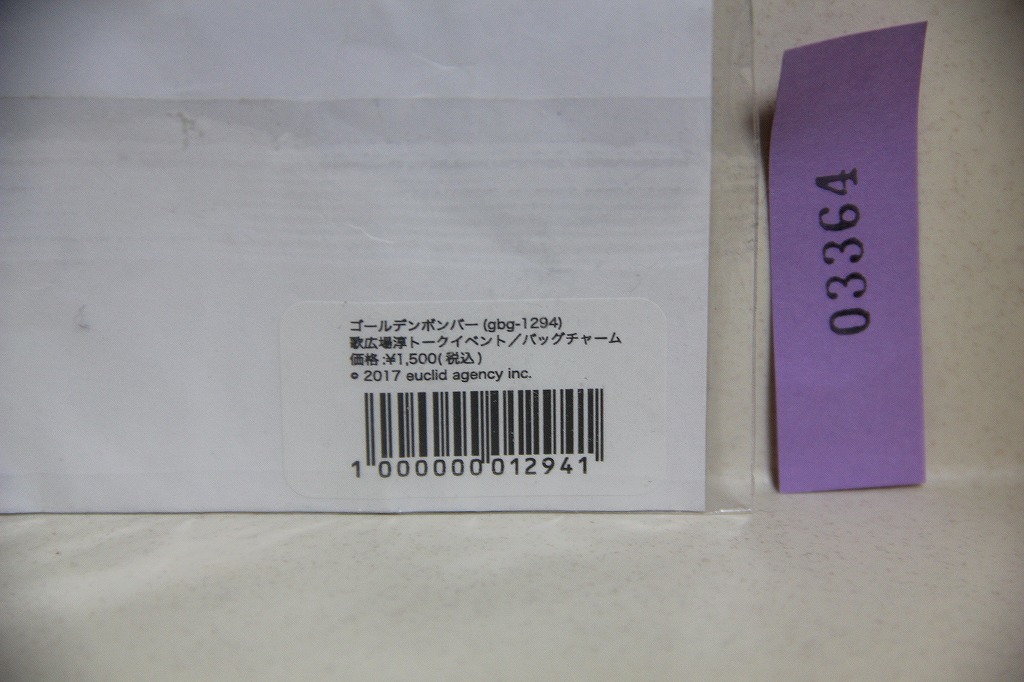 ゴールデンボンバー (gbg-1294)
歌広場淳トークイベント／バッグチャーム
価格:¥1,500(税込)
© 2017 euclid agency inc.
1 000000 012941
03364